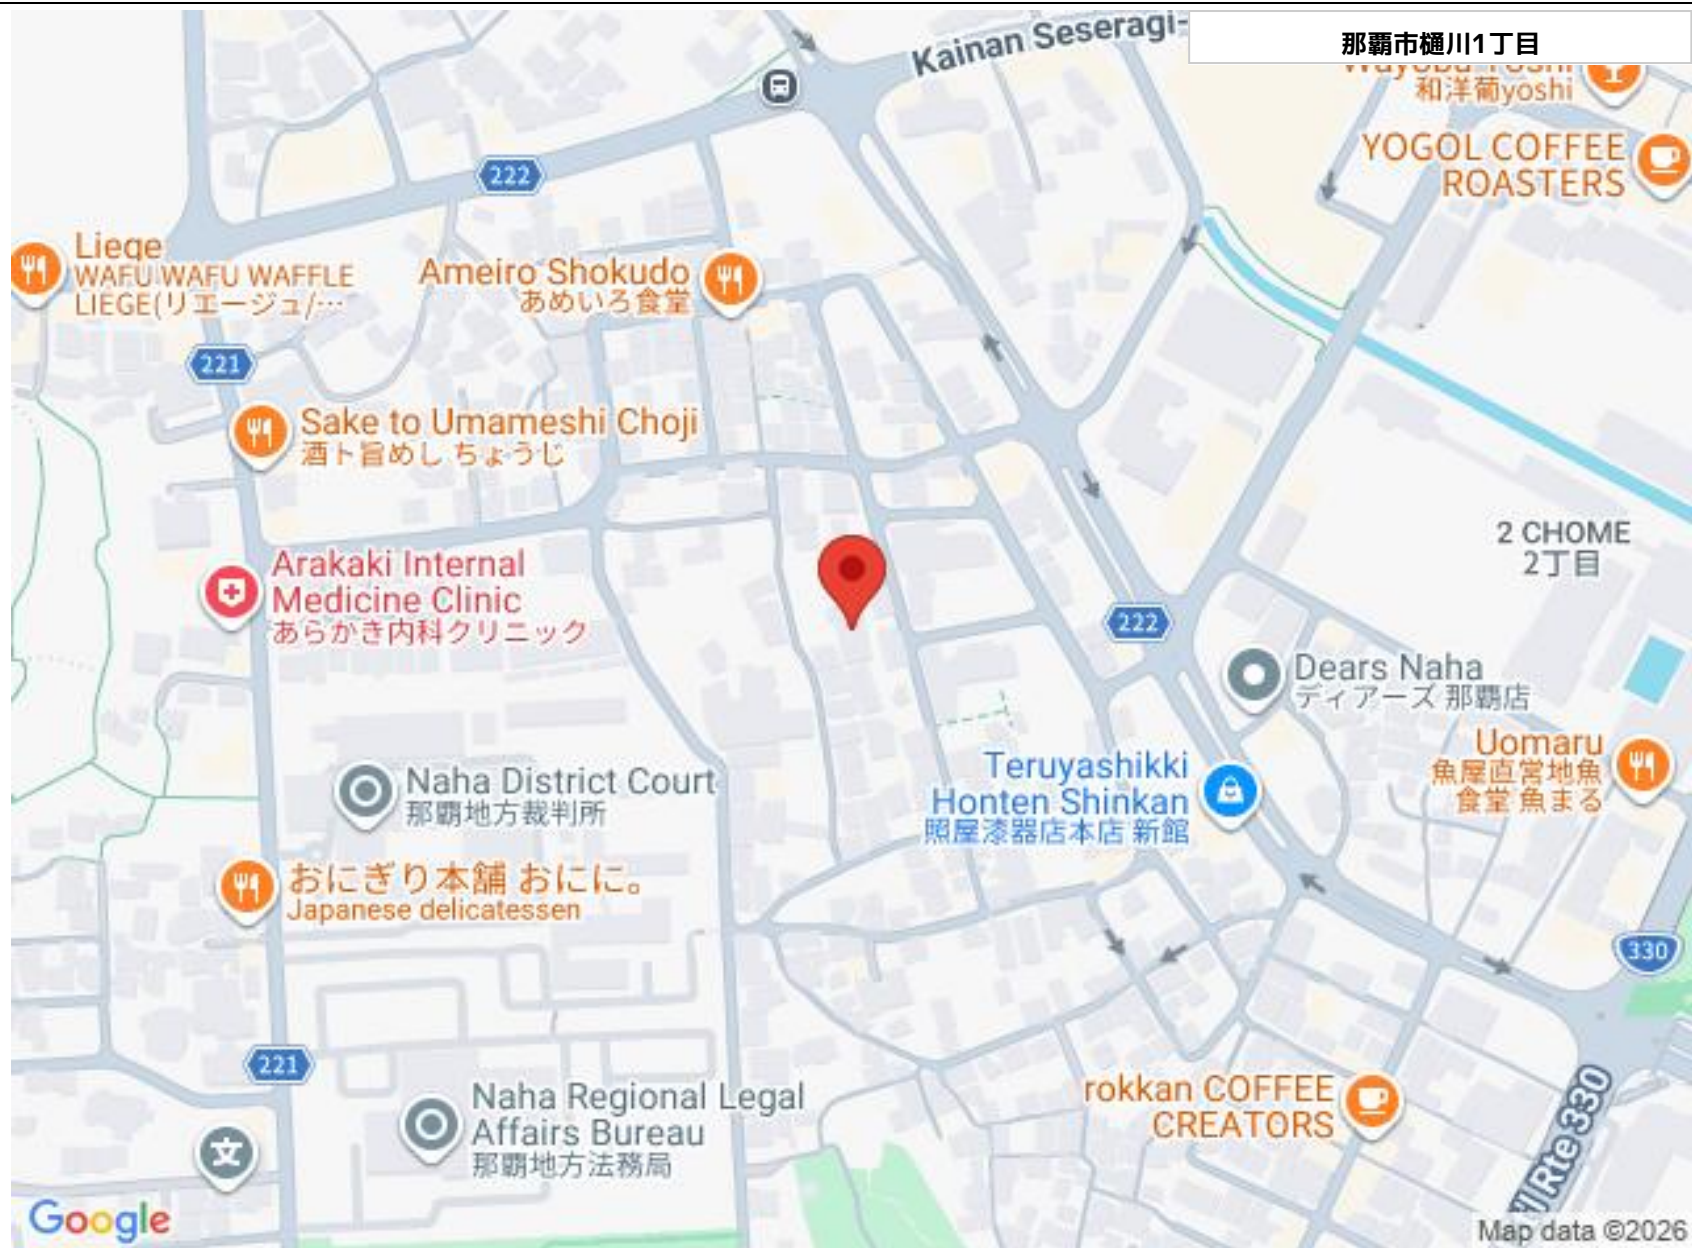 那覇市樋川1丁目
Kainan Seseragi-
Wayobu Yoshi
和洋葡yoshi
YOGOL COFFEE
ROASTERS
222
Liege
WAFU WAFU WAFFLE
LIEGE(リエージュ/…
Ameiro Shokudo
あめいろ食堂
221
Sake to Umameshi Choji
酒ト旨めし ちょうじ
2 CHOME
2丁目
Arakaki Internal
Medicine Clinic
あらかき内科クリニック
222
Dears Naha
ディアーズ 那覇店
Uomaru
魚屋直営地魚
食堂 魚まる
Teruyashikki
Honten Shinkan
照屋漆器店本店 新館
Naha District Court
那覇地方裁判所
おにぎり本舗 おにに。
Japanese delicatessen
330
221
Naha Regional Legal
Affairs Bureau
那覇地方法務局
文
rokkan COFFEE
CREATORS
Rte 330
Google
Map data ©2026